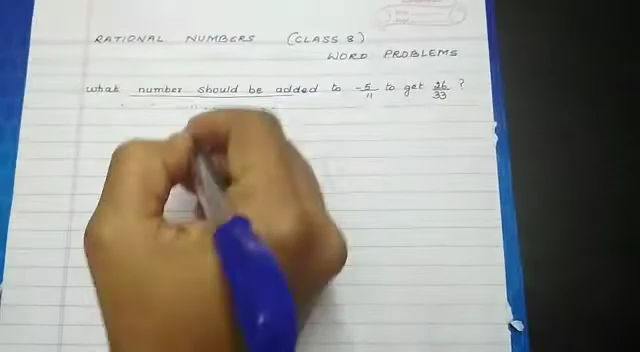 RATIONAL NUMBERS (CLASS 8)
WORD PROBLEMS
what number should be added to -5/11 to get 26/33 ?